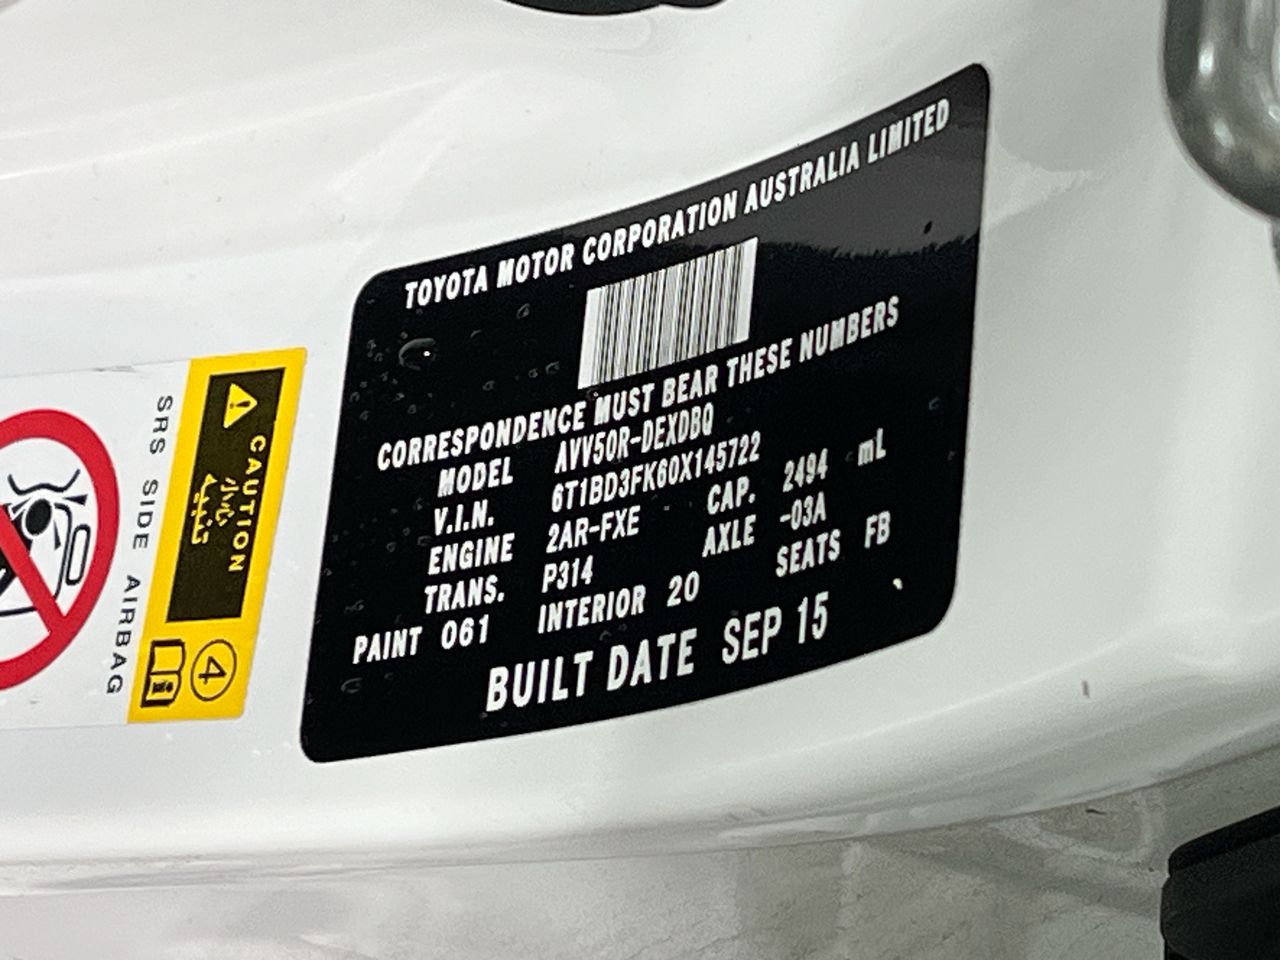 TOYOTA MOTOR CORPORATION AUSTRALIA LIMITED
CORRESPONDENCE MUST BEAR THESE NUMBERS
MODEL AVV50R-DEXDBQ
V.I.N. 6T1BD3FK60X145722
ENGINE 2AR-FXE CAP. 2494 mL
TRANS. P314 AXLE -03A
PAINT 061 INTERIOR 20 SEATS FB
BUILT DATE SEP 15
SRS SIDE AIRBAG
CAUTION
4